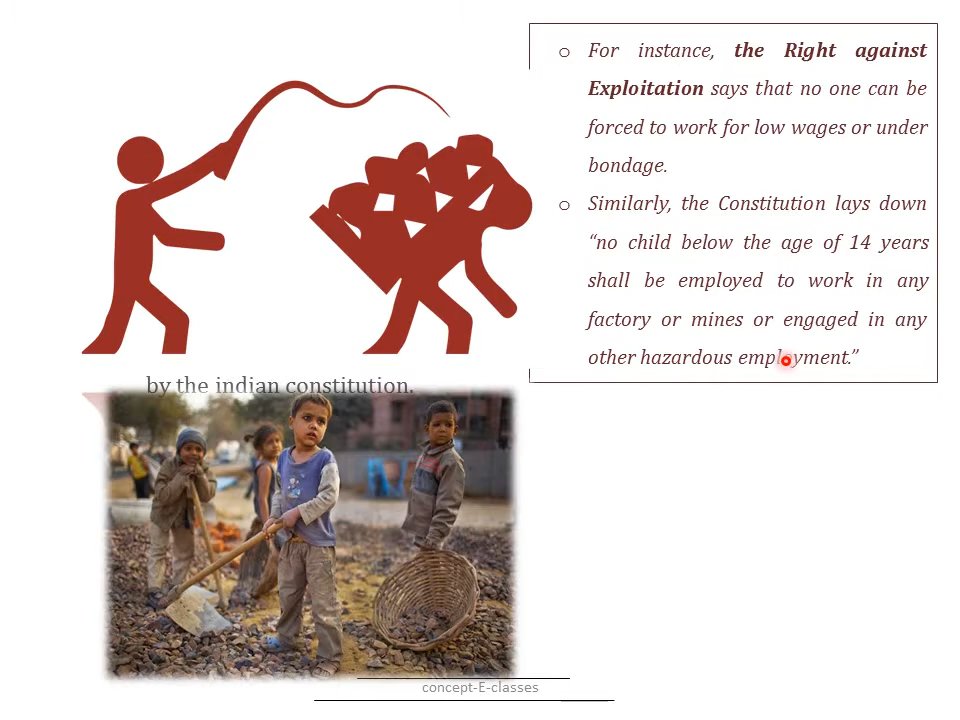 o For instance, the Right against
Exploitation says that no one can be
forced to work for low wages or under
bondage.
o Similarly, the Constitution lays down
“no child below the age of 14 years
shall be employed to work in any
factory or mines or engaged in any
other hazardous employment.”
by the indian constitution.
concept-E-classes